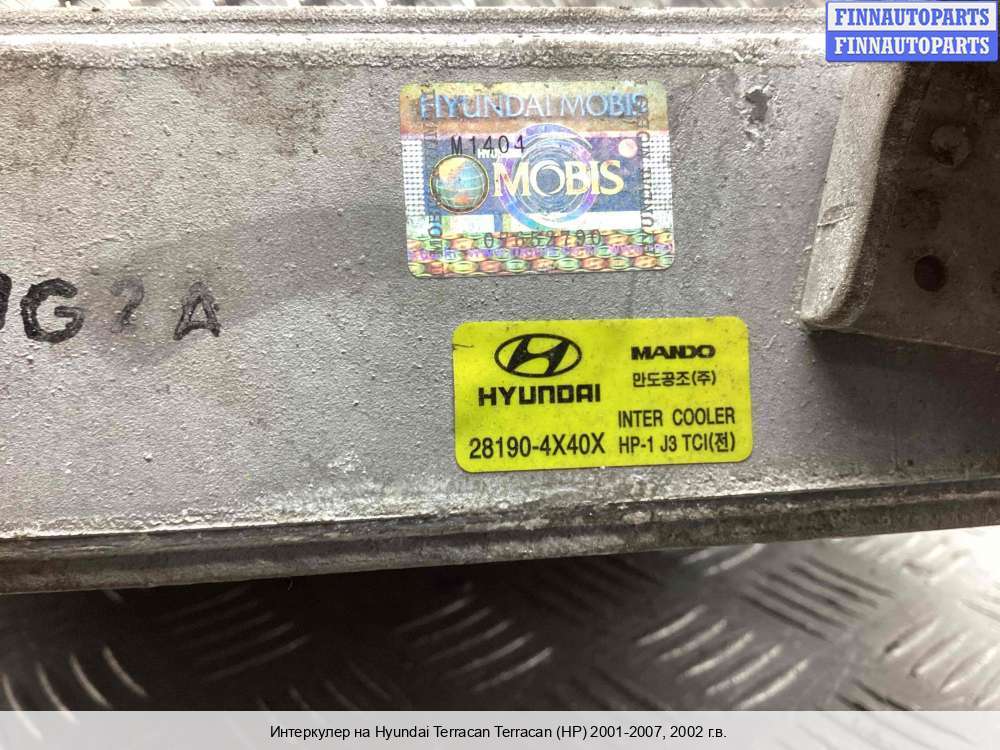 FINNAUTOPARTS
FINNAUTOPARTS
HYUNDAI MOBIS
M1404
MOBIS
G 2 A
HYUNDAI
MANDO
만도공조(주)
INTER COOLER
28190-4X40X HP-1 J3 TCI(전)
Интеркулер на Hyundai Terracan Terracan (HP) 2001-2007, 2002 г.в.